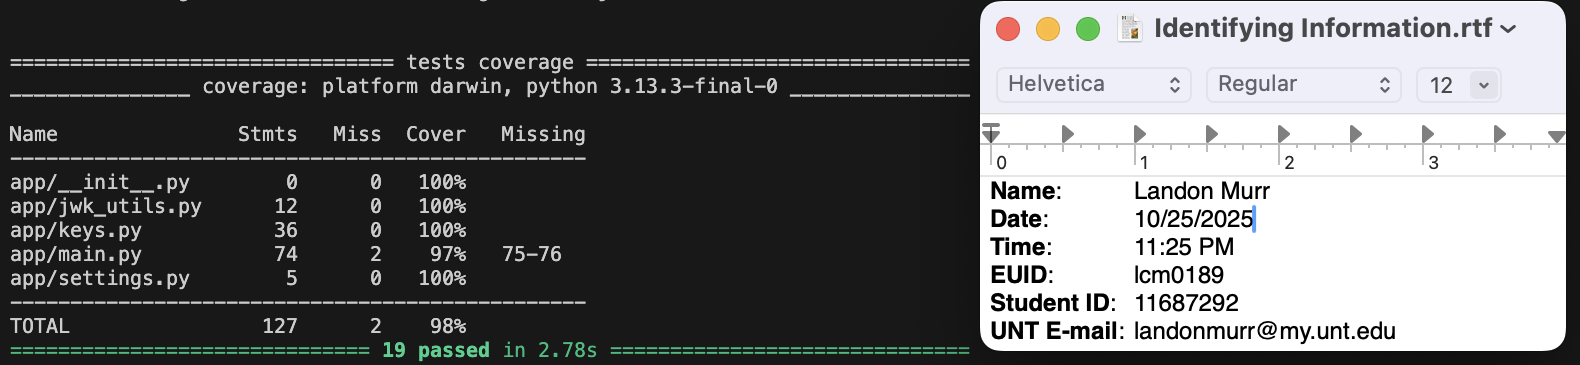 ================================ tests coverage ================================
_______________ coverage: platform darwin, python 3.13.3-final-0 _______________
Name               Stmts   Miss  Cover   Missing
------------------------------------------------
app/__init__.py        0      0   100%
app/jwk_utils.py      12      0   100%
app/keys.py           36      0   100%
app/main.py           74      2    97%   75-76
app/settings.py        5      0   100%
------------------------------------------------
TOTAL                127      2    98%
============================== 19 passed in 2.78s ==============================
Identifying Information.rtf
Helvetica Regular 12
0 1 2 3
Name: Landon Murr
Date: 10/25/2025
Time: 11:25 PM
EUID: lcm0189
Student ID: 11687292
UNT E-mail: landonmurr@my.unt.edu